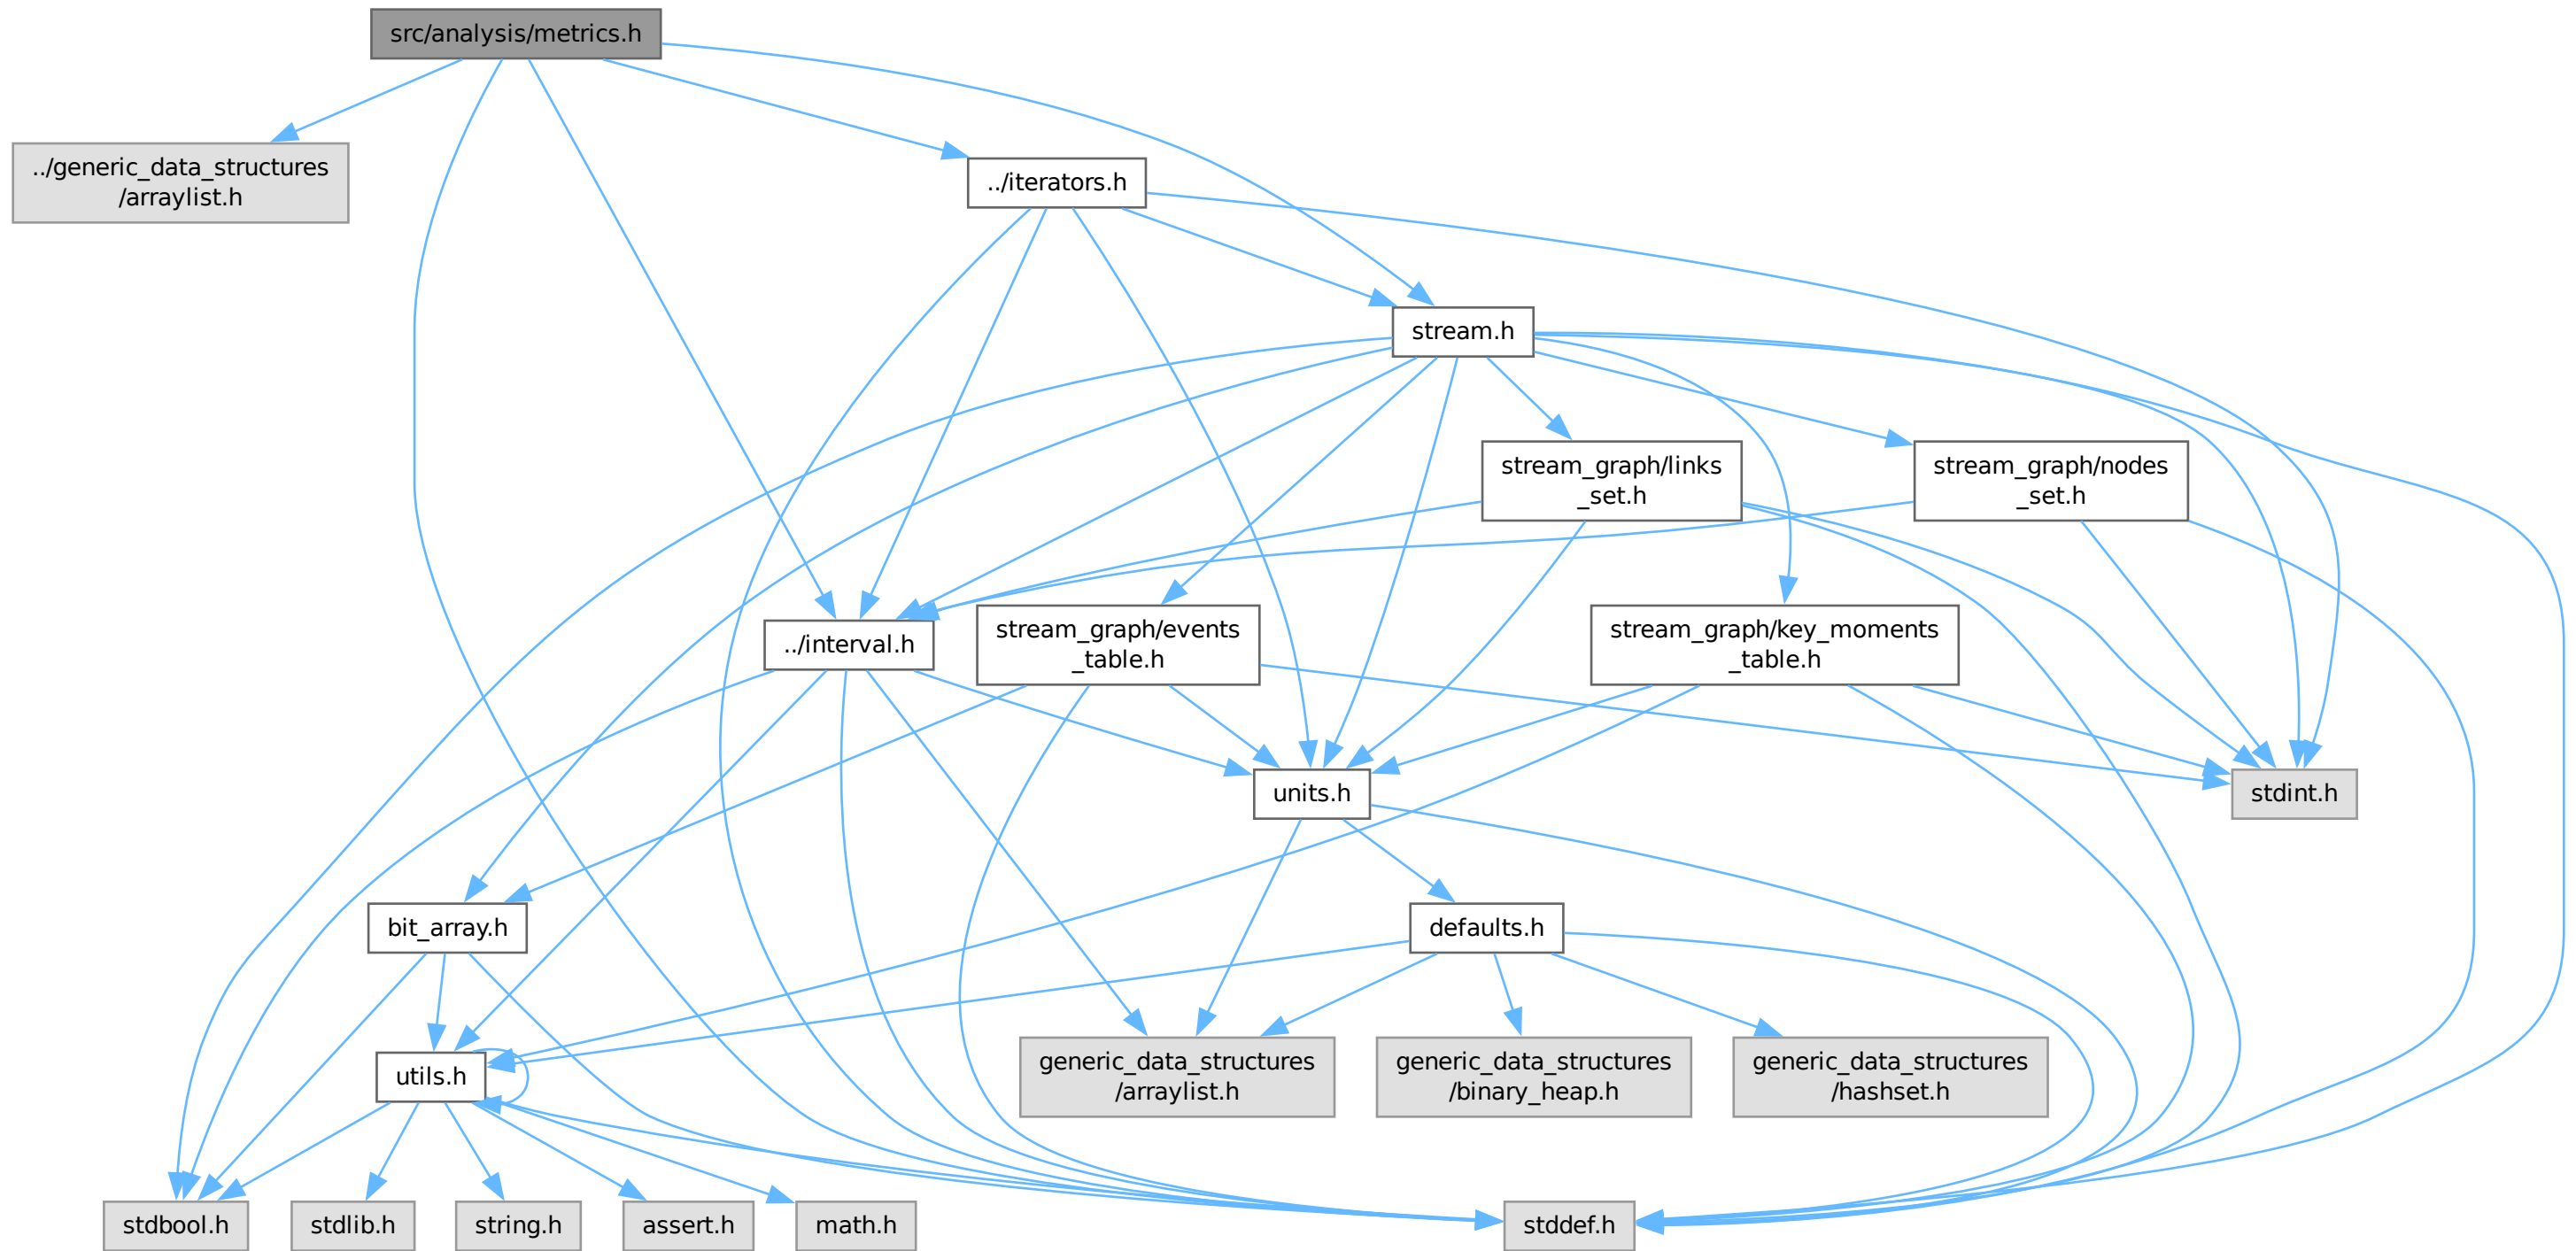 src/analysis/metrics.h
../generic_data_structures
/arraylist.h
../iterators.h
stream.h
stream_graph/links
_set.h
stream_graph/nodes
_set.h
../interval.h
stream_graph/events
_table.h
stream_graph/key_moments
_table.h
units.h
stdint.h
bit_array.h
defaults.h
utils.h
generic_data_structures
/arraylist.h
generic_data_structures
/binary_heap.h
generic_data_structures
/hashset.h
stdbool.h
stdlib.h
string.h
assert.h
math.h
stddef.h